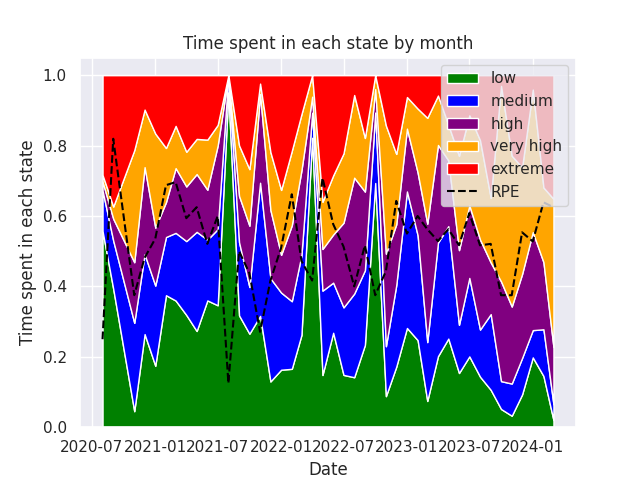 Time spent in each state by month
Time spent in each state
1.0
0.8
0.6
0.4
0.2
0.0
low
medium
high
very high
extreme
RPE
2020-07 2021-01 2021-07 2022-01 2022-07 2023-01 2023-07 2024-01
Date